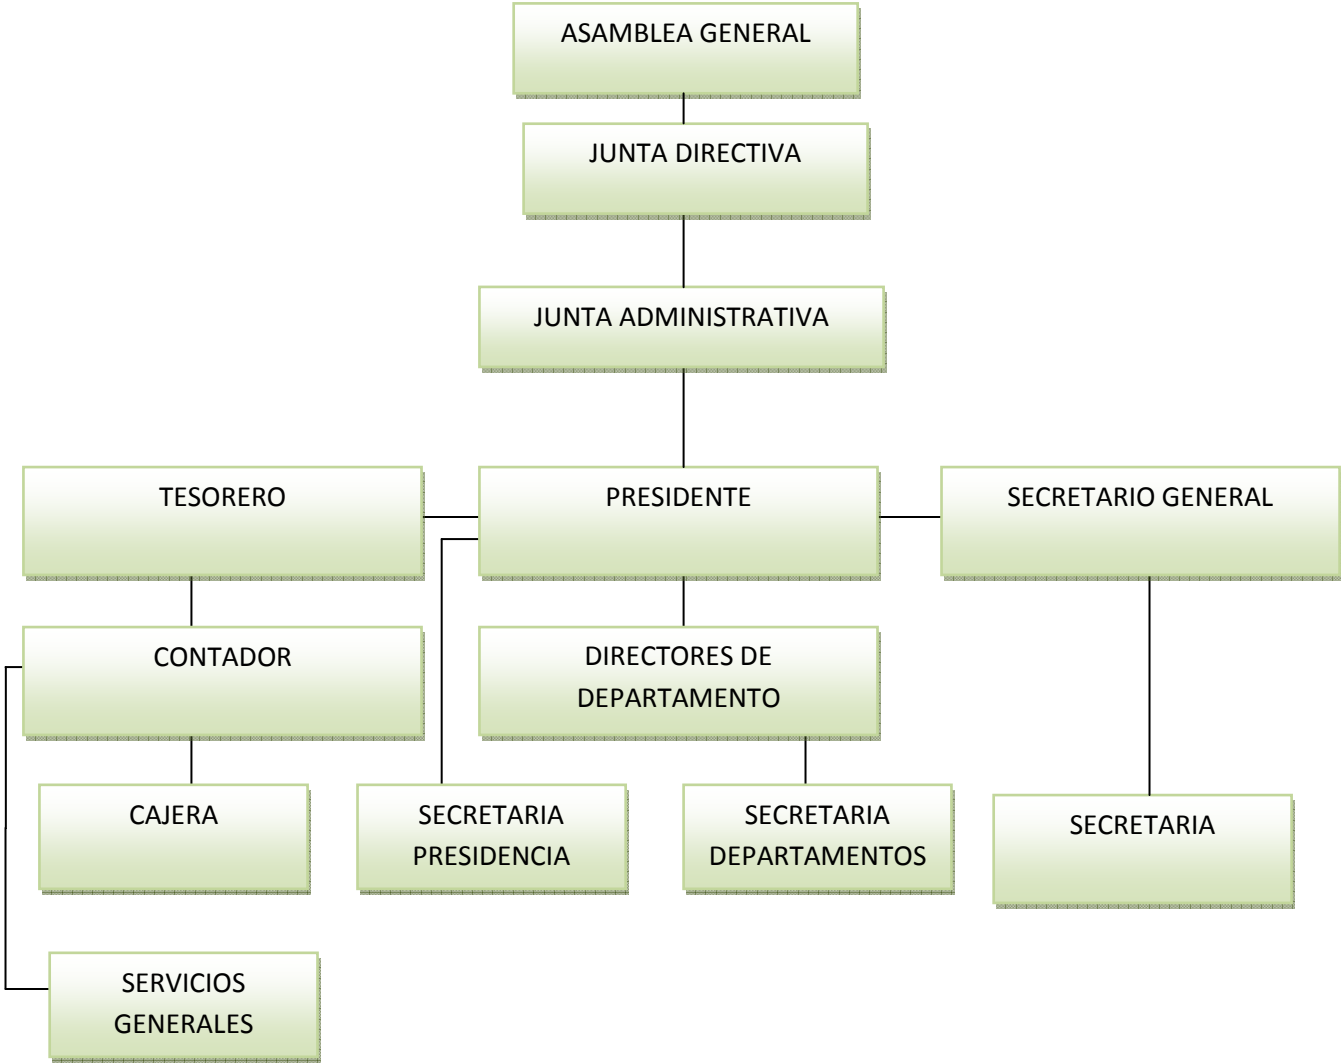 ASAMBLEA GENERAL
JUNTA DIRECTIVA
JUNTA ADMINISTRATIVA
TESORERO
PRESIDENTE
SECRETARIO GENERAL
CONTADOR
DIRECTORES DE
DEPARTAMENTO
CAJERA
SECRETARIA
PRESIDENCIA
SECRETARIA
DEPARTAMENTOS
SECRETARIA
SERVICIOS
GENERALES